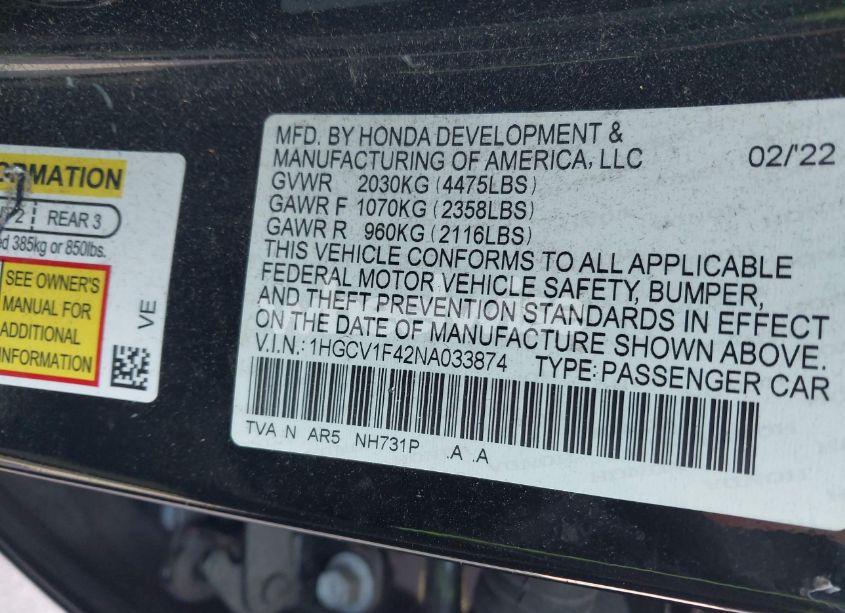 ORMATION
2 REAR 3
ed 385kg or 850lbs.
SEE OWNER'S
MANUAL FOR
ADDITIONAL
INFORMATION
VE
MFD. BY HONDA DEVELOPMENT &
MANUFACTURING OF AMERICA, LLC 02/'22
GVWR 2030KG (4475LBS)
GAWR F 1070KG (2358LBS)
GAWR R 960KG (2116LBS)
THIS VEHICLE CONFORMS TO ALL APPLICABLE
FEDERAL MOTOR VEHICLE SAFETY, BUMPER,
AND THEFT PREVENTION STANDARDS IN EFFECT
ON THE DATE OF MANUFACTURE SHOWN ABOVE.
V.I.N.: 1HGCV1F42NA033874 TYPE: PASSENGER CAR
TVA N AR5 NH731P .A .A